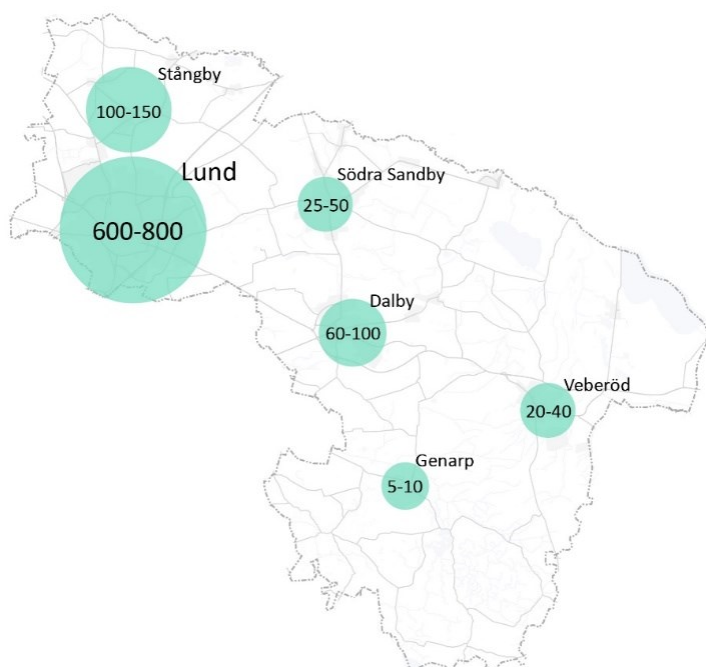 Stångby
100-150
Lund
600-800
Södra Sandby
25-50
Dalby
60-100
Veberöd
20-40
Genarp
5-10